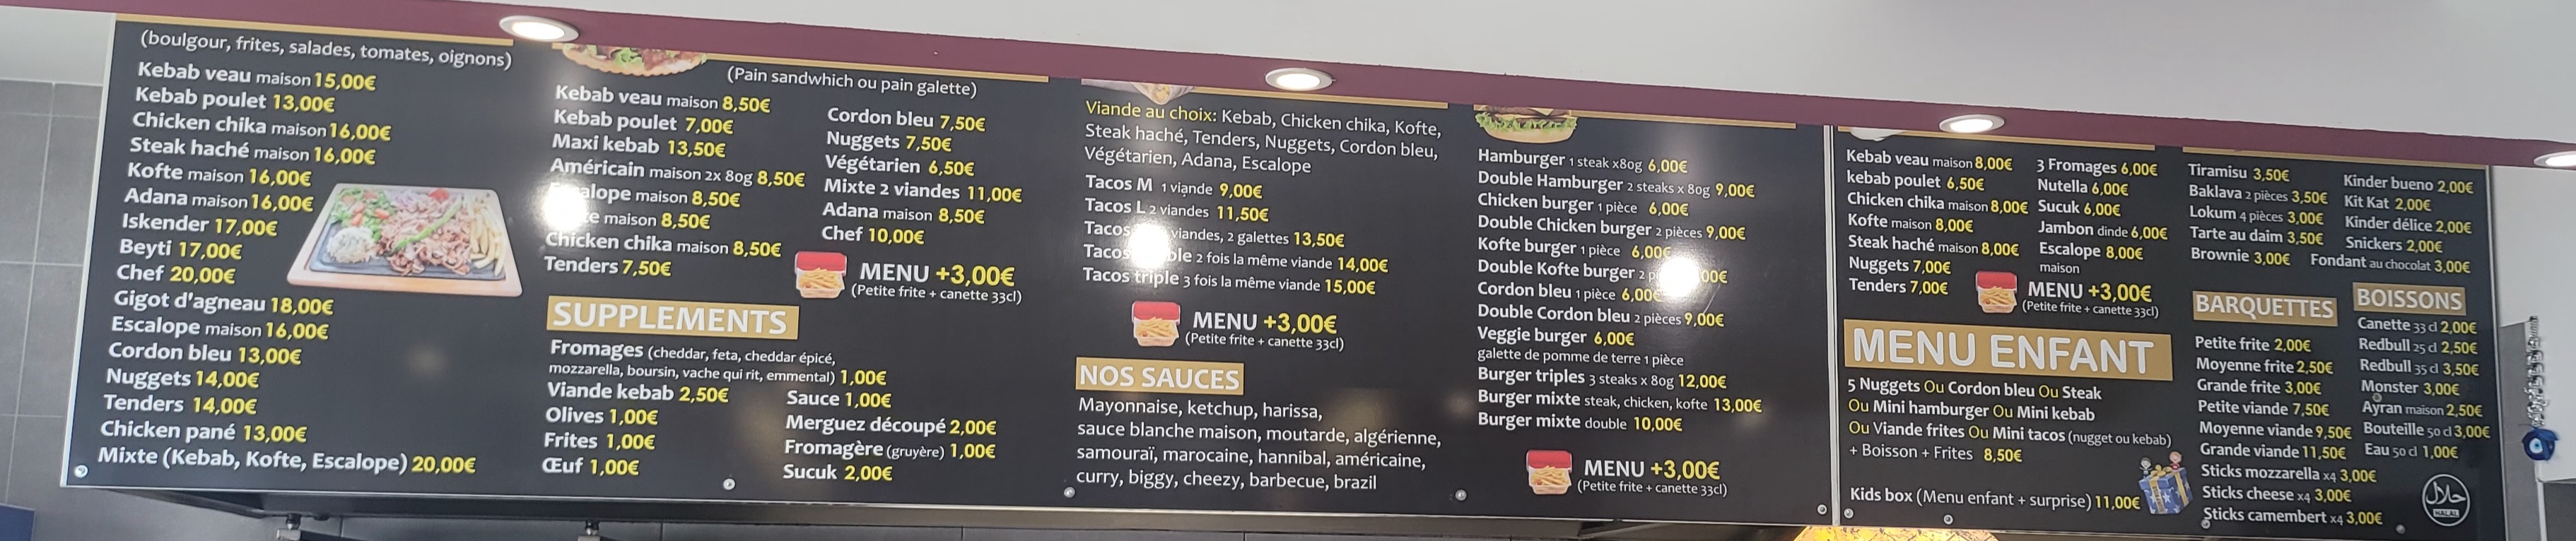 (boulgour, frites, salades, tomates, oignons)
Kebab veau maison 15,00€
Kebab poulet 13,00€
Chicken chika maison 16,00€
Steak haché maison 16,00€
Kofte maison 16,00€
Adana maison 16,00€
Iskender 17,00€
Beyti 17,00€
Chef 20,00€
Gigot d'agneau 18,00€
Escalope maison 16,00€
Cordon bleu 13,00€
Nuggets 14,00€
Tenders 14,00€
Chicken pané 13,00€
Mixte (Kebab, Kofte, Escalope) 20,00€
(Pain sandwhich ou pain galette)
Kebab veau maison 8,50€
Kebab poulet 7,00€
Maxi kebab 13,50€
Américain maison 2x 80g 8,50€
maison 8,50€
maison 8,50€
Chicken chika maison 8,50€
Tenders 7,50€
Cordon bleu 7,50€
Nuggets 7,50€
Végétarien 6,50€
Mixte 2 viandes 11,00€
Adana maison 8,50€
Chef 10,00€
MENU +3,00€
(Petite frite + canette 33cl)
SUPPLEMENTS
Fromages (cheddar, feta, cheddar épicé,
mozzarella, boursin, vache qui rit, emmental) 1,00€
Viande kebab 2,50€
Olives 1,00€
Frites 1,00€
Œuf 1,00€
Sauce 1,00€
Merguez découpé 2,00€
Fromagère (gruyère) 1,00€
Sucuk 2,00€
Viande au choix: Kebab, Chicken chika, Kofte,
Steak haché, Tenders, Nuggets, Cordon bleu,
Végétarien, Adana, Escalope
Tacos M 1 viande 9,00€
Tacos L 2 viandes 11,50€
Tacos viandes, 2 galettes 13,50€
Tacos 2 fois la même viande 14,00€
Tacos triple 3 fois la même viande 15,00€
MENU +3,00€
(Petite frite + canette 33cl)
NOS SAUCES
Mayonnaise, ketchup, harissa,
sauce blanche maison, moutarde, algérienne,
samouraï, marocaine, hannibal, américaine,
curry, biggy, cheezy, barbecue, brazil
Hamburger 1 steak x80g 6,00€
Double Hamburger 2 steaks x 80g 9,00€
Chicken burger 1 pièce 6,00€
Double Chicken burger 2 pièces 9,00€
Kofte burger 1 pièce 6,00€
Double Kofte burger 2
Cordon bleu 1 pièce 6,00€
Double Cordon bleu 2 pièces 9,00€
Veggie burger 6,00€
galette de pomme de terre 1 pièce
Burger triples 3 steaks x 80g 12,00€
Burger mixte steak, chicken, kofte 13,00€
Burger mixte double 10,00€
MENU +3,00€
(Petite frite + canette 33cl)
Kebab veau maison 8,00€
kebab poulet 6,50€
Chicken chika maison 8,00€
Kofte maison 8,00€
Steak haché maison 8,00€
Nuggets 7,00€
Tenders 7,00€
3 Fromages 6,00€
Nutella 6,00€
Sucuk 6,00€
Jambon dinde 6,00€
Escalope 8,00€
maison
MENU +3,00€
(Petite frite + canette 33cl)
MENU ENFANT
5 Nuggets Ou Cordon bleu Ou Steak
Ou Mini hamburger Ou Mini kebab
Ou Viande frites Ou Mini tacos (nugget ou kebab)
+ Boisson + Frites 8,50€
Kids box (Menu enfant + surprise) 11,00€
Tiramisu 3,50€
Baklava 2 pièces 3,50€
Lokum 4 pièces 3,00€
Tarte au daim 3,50€
Brownie 3,00€
Kinder bueno 2,00€
Kit Kat 2,00€
Kinder délice 2,00€
Snickers 2,00€
Fondant au chocolat 3,00€
BARQUETTES
Petite frite 2,00€
Moyenne frite 2,50€
Grande frite 3,00€
Petite viande 7,50€
Moyenne viande 9,50€
Grande viande 11,50€
Sticks mozzarella x4 3,00€
Sticks cheese x4 3,00€
Sticks camembert x4 3,00€
BOISSONS
Canette 33 cl 2,00€
Redbull 25 cl 2,50€
Redbull 35 cl 3,50€
Monster 3,00€
Ayran maison 2,50€
Bouteille 50 cl 3,00€
Eau 50 cl 1,00€
حلال
HALAL